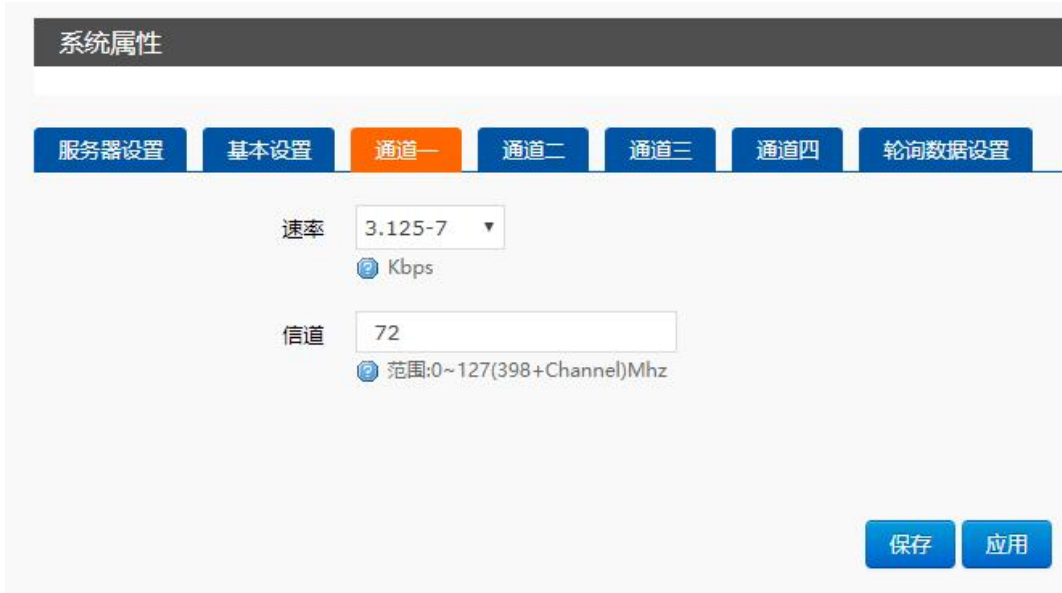 系统属性
服务器设置 基本设置 通道一 通道二 通道三 通道四 轮询数据设置
速率 3.125-7
Kbps
信道 72
范围:0~127(398+Channel)Mhz
保存 应用